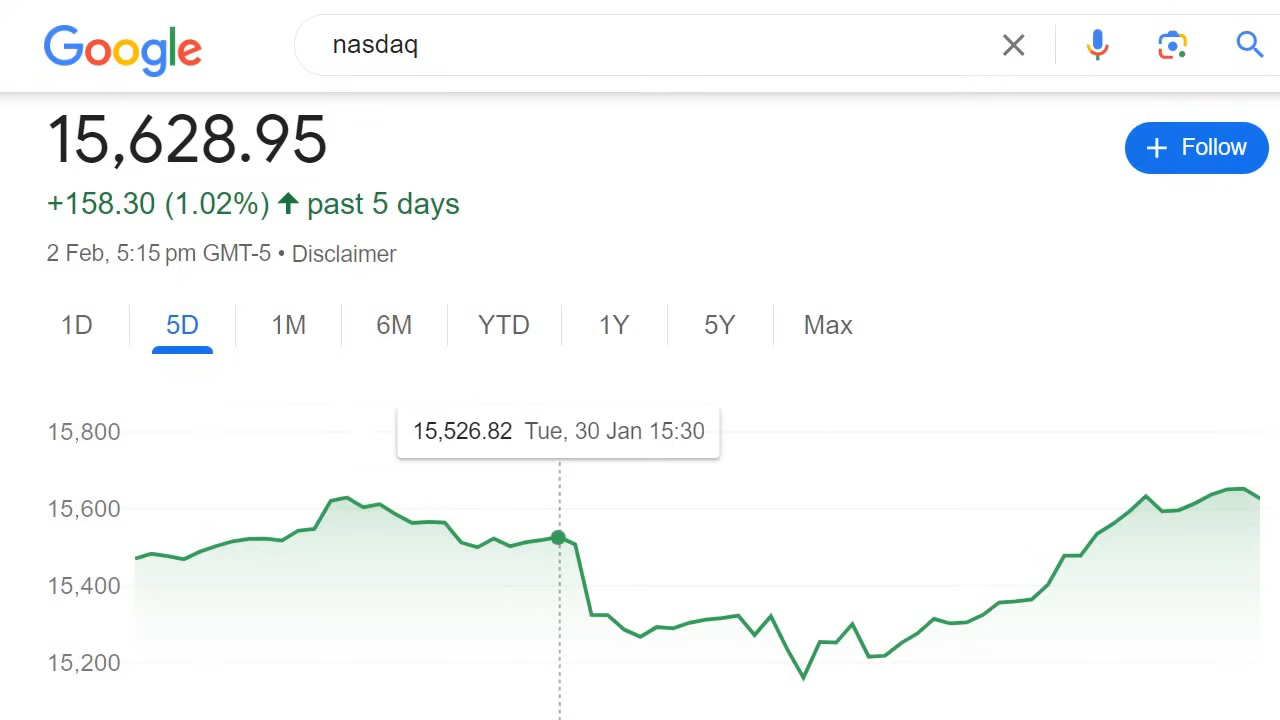 Google
nasdaq
15,628.95
+ Follow
+158.30 (1.02%) ↑ past 5 days
2 Feb, 5:15 pm GMT-5 • Disclaimer
1D 5D 1M 6M YTD 1Y 5Y Max
15,526.82 Tue, 30 Jan 15:30
15,800
15,600
15,400
15,200